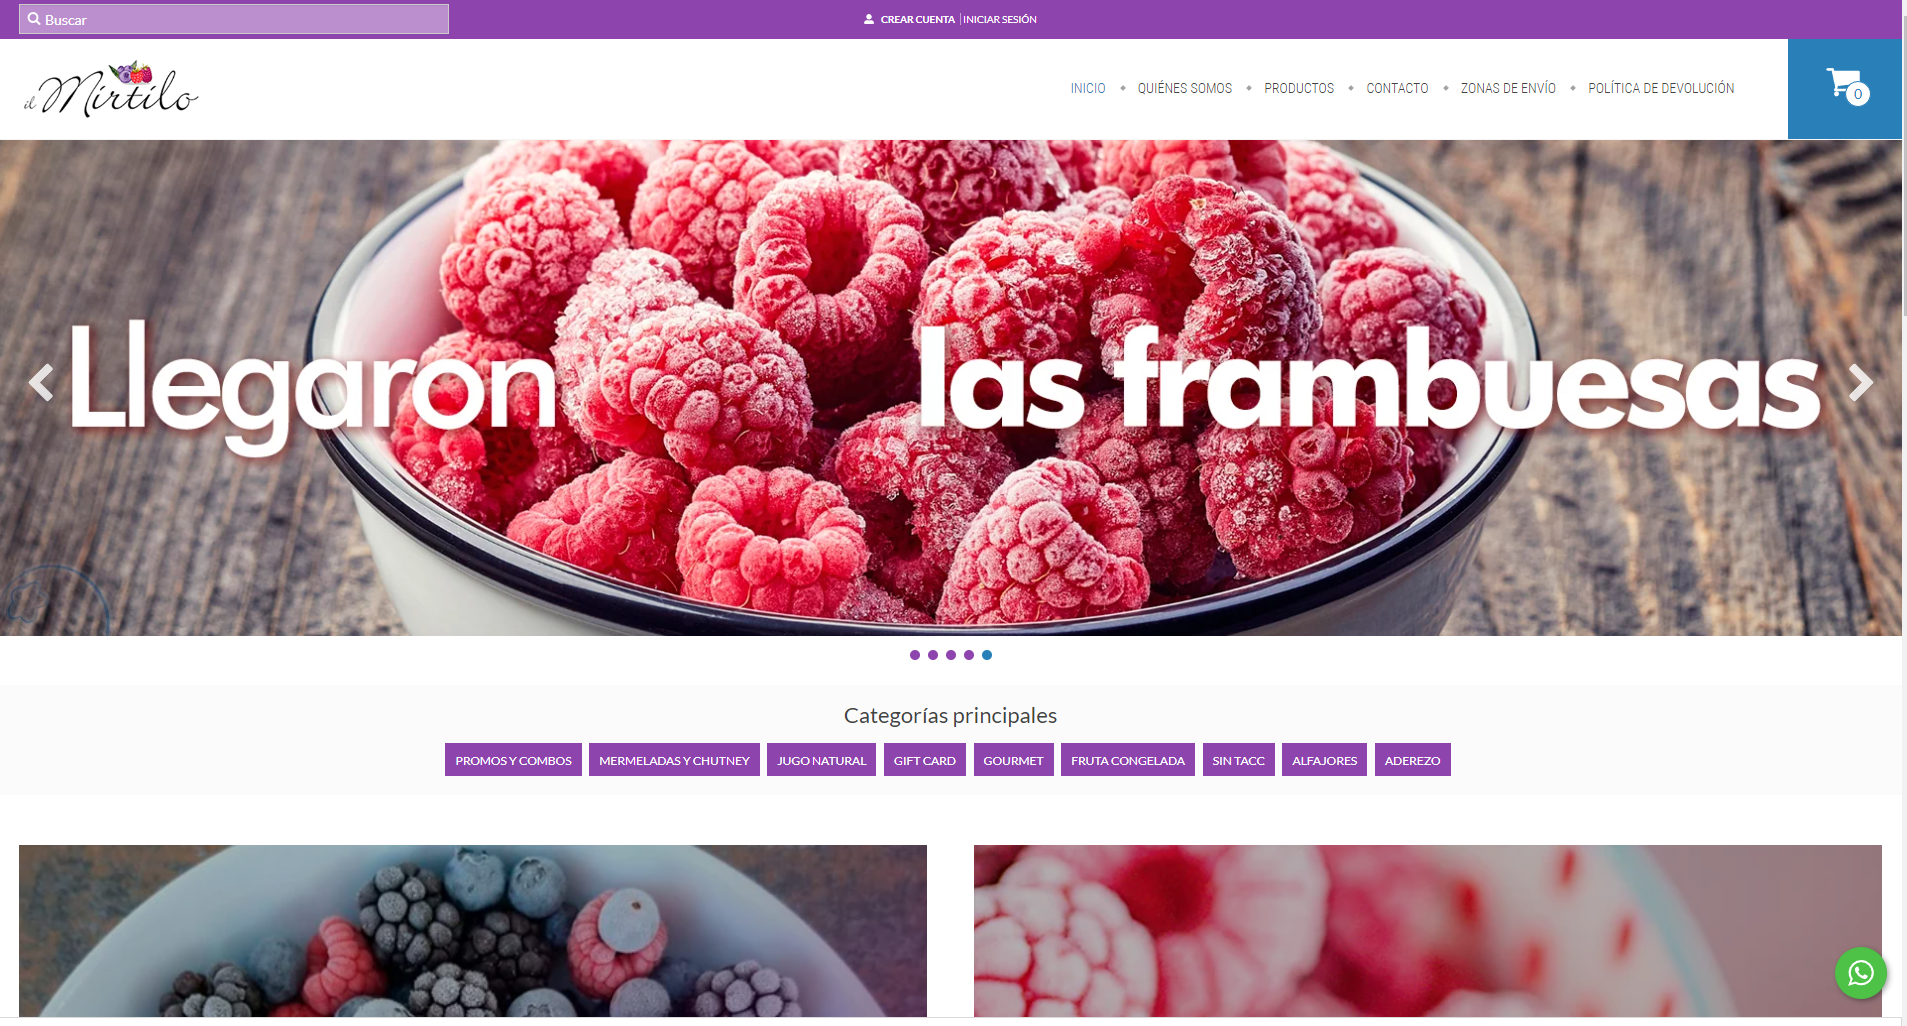 Buscar
CREAR CUENTA | INICIAR SESIÓN
il Mirtilo
INICIO
QUIÉNES SOMOS
PRODUCTOS
CONTACTO
ZONAS DE ENVÍO
POLÍTICA DE DEVOLUCIÓN
0
Llegaron las frambuesas
Categorías principales
PROMOS Y COMBOS
MERMELADAS Y CHUTNEY
JUGO NATURAL
GIFT CARD
GOURMET
FRUTA CONGELADA
SIN TACC
ALFAJORES
ADEREZO